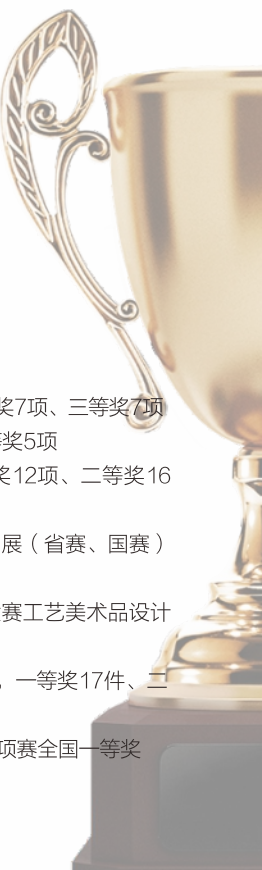 奖7项、三等奖7项
等奖5项
奖12项、二等奖16
展（省赛、国赛）
赛工艺美术品设计
，一等奖17件、二
项赛全国一等奖